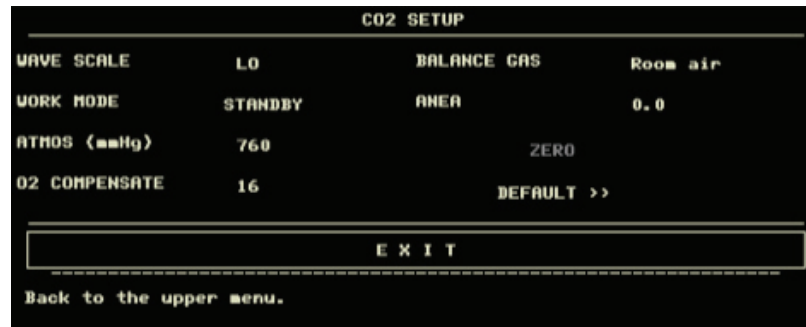 CO2 SETUP
WAVE SCALE LO BALANCE GAS Room air
WORK MODE STANDBY ANEA 0.0
ATMOS (mmHg) 760 ZERO
O2 COMPENSATE 16 DEFAULT >>
E X I T
Back to the upper menu.